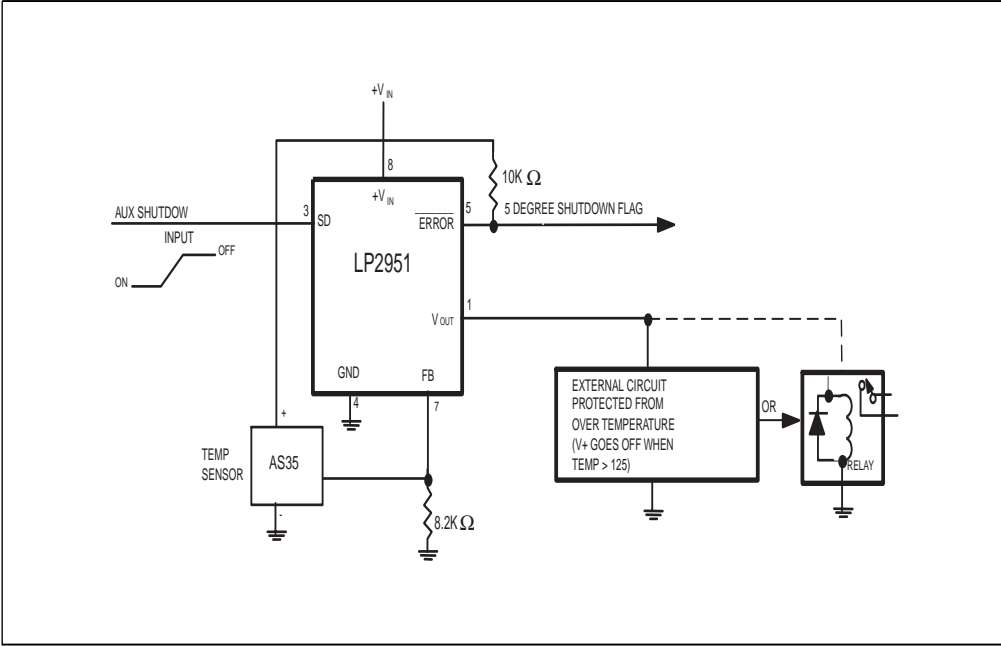 +V IN
8
10K Ω
+V IN
AUX SHUTDOW
3
SD
5
ERROR
5 DEGREE SHUTDOWN FLAG
INPUT
OFF
ON
LP2951
1
V OUT
GND
FB
4
7
EXTERNAL CIRCUIT
PROTECTED FROM
OVER TEMPERATURE
(V+ GOES OFF WHEN
TEMP > 125)
OR
RELAY
+
TEMP
SENSOR
AS35
-
8.2K Ω